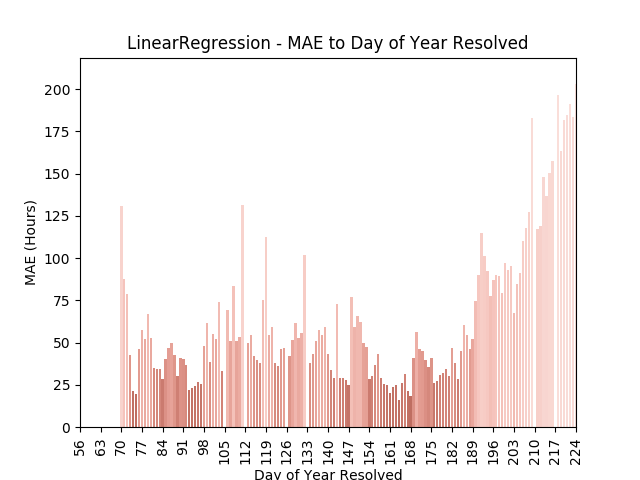 LinearRegression - MAE to Day of Year Resolved
MAE (Hours)
200
175
150
125
100
75
50
25
0
56 63 70 77 84 91 98 105 112 119 126 133 140 147 154 161 168 175 182 189 196 203 210 217 224
Day of Year Resolved